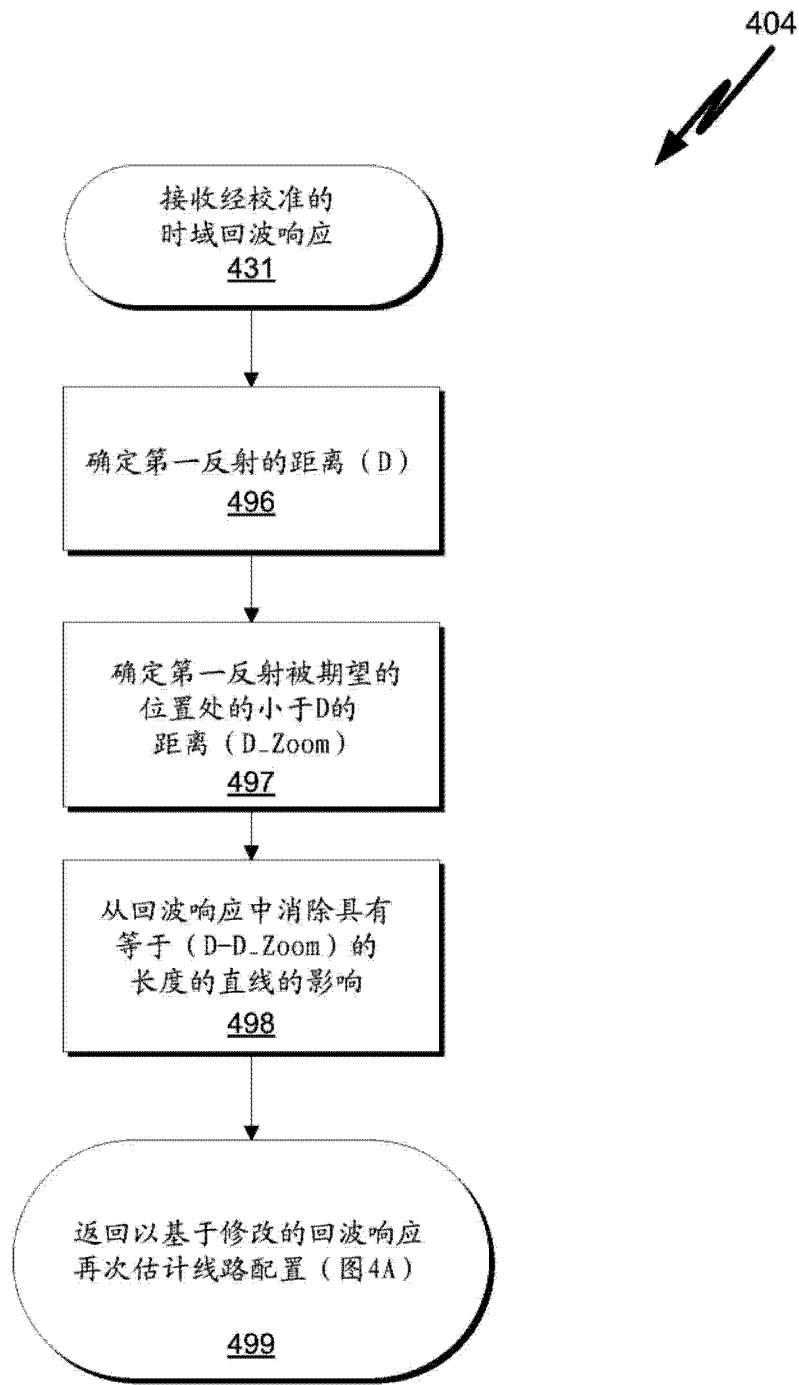 404
接收经校准的
时域回波响应
431
确定第一反射的距离（D）
496
确定第一反射被期望的
位置处的小于D的
距离（D_Zoom）
497
从回波响应中消除具有
等于（D-D_Zoom）的
长度的直线的影响
498
返回以基于修改的回波响应
再次估计线路配置（图4A）
499